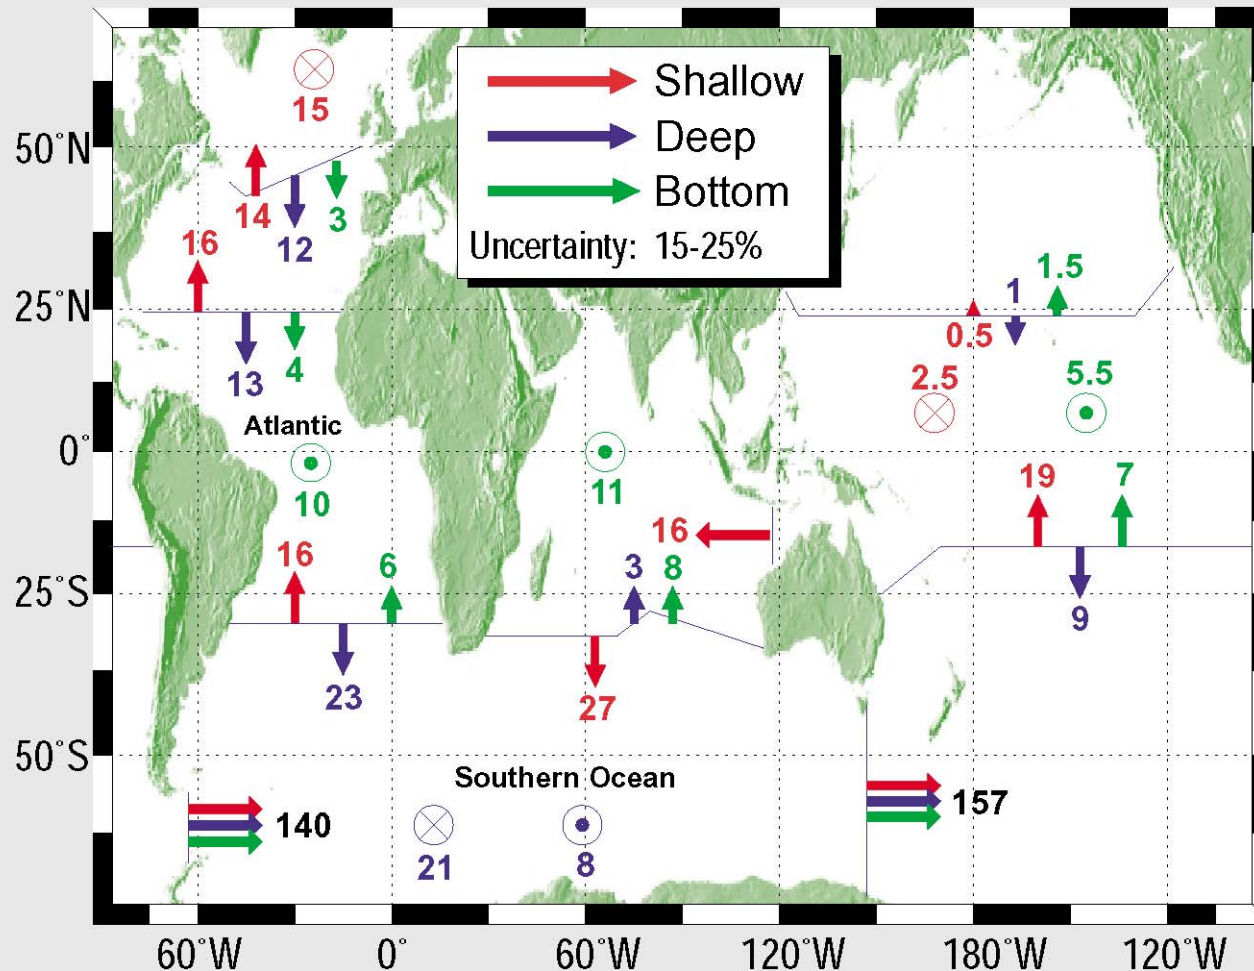 Shallow
Deep
Bottom
Uncertainty: 15-25%
15
50°N
14
12
3
16
25°N
13
4
1.5
1
0.5
2.5
5.5
Atlantic
0°
10
11
16
19
7
16
6
3
8
25°S
9
23
27
50°S
Southern Ocean
140
21
8
157
60°W
0°
60°W
120°W
180°W
120°W